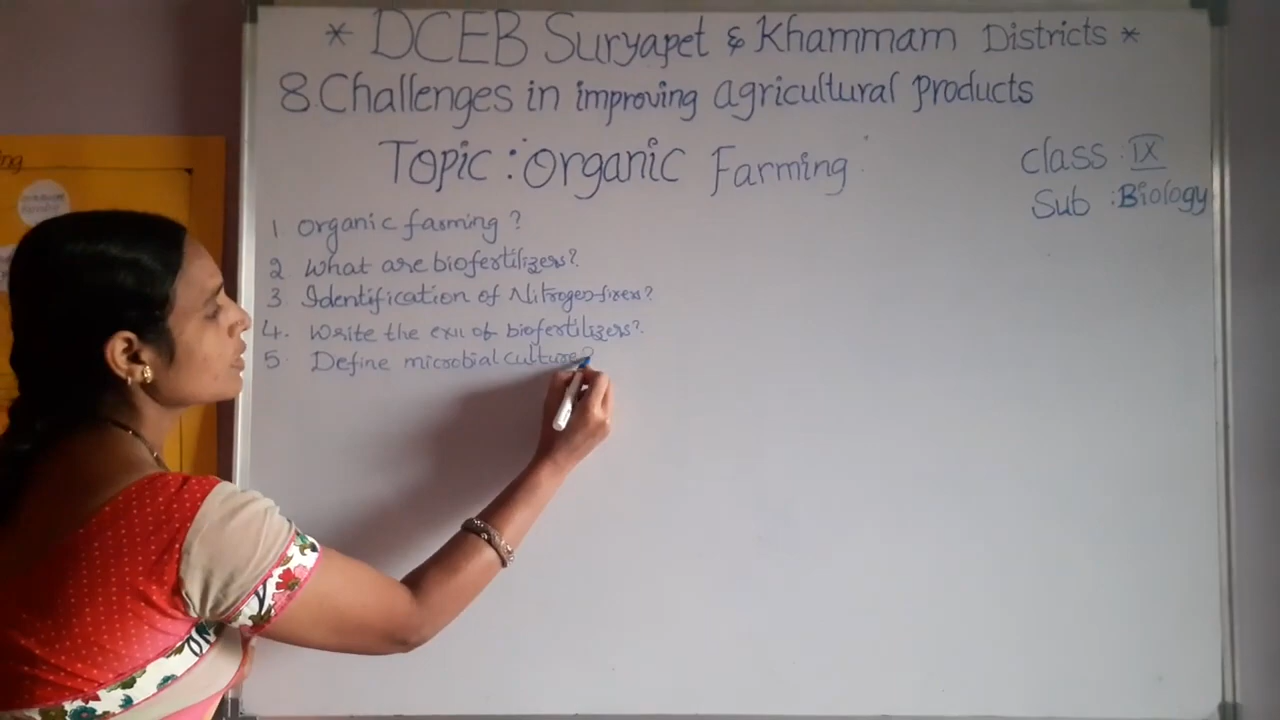 * DCEB Suryapet & Khammam Districts *
8. Challenges in improving agricultural products
Topic : Organic Farming
class : IX
Sub : Biology
1 Organic farming ?
2 What are biofertilizers?
3 Identification of Nitrogen fixers?
4. Write the ex:- of biofertilizers?
5. Define microbial culture?
ng